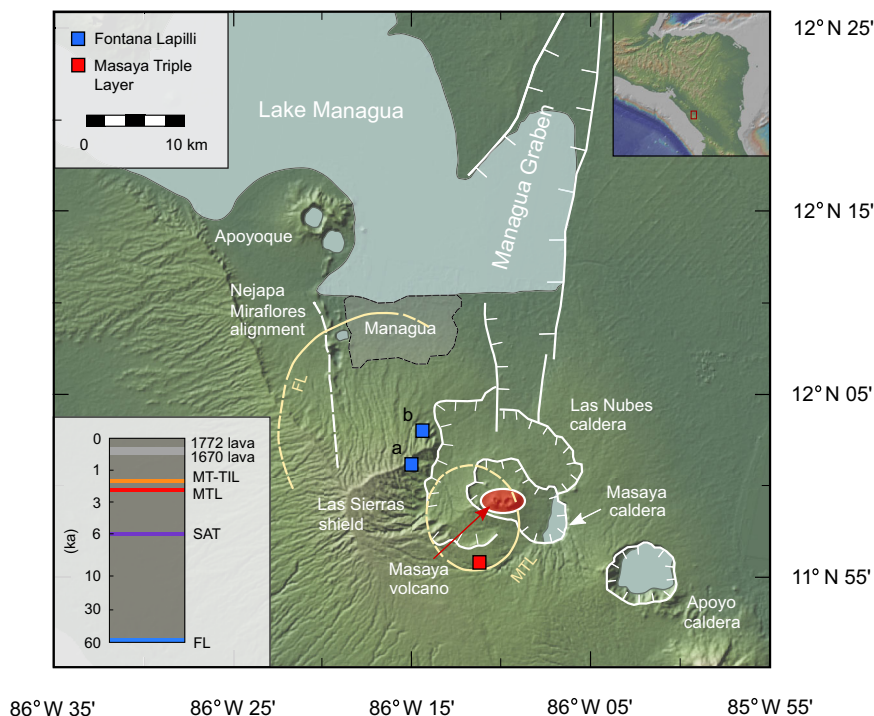 Fontana Lapilli
Masaya Triple
Layer
0 10 km
Lake Managua
Managua Graben
Apoyoque
Nejapa
Miraflores
alignment
Managua
FL
b
a
Las Nubes
caldera
Las Sierras
shield
Masaya
caldera
Masaya
volcano
MTL
Apoyo
caldera
0
1
3
6
10
30
60
(ka)
1772 lava
1670 lava
MT-TIL
MTL
SAT
FL
12° N 25'
12° N 15'
12° N 05'
11° N 55'
86° W 35' 86° W 25' 86° W 15' 86° W 05' 85° W 55'